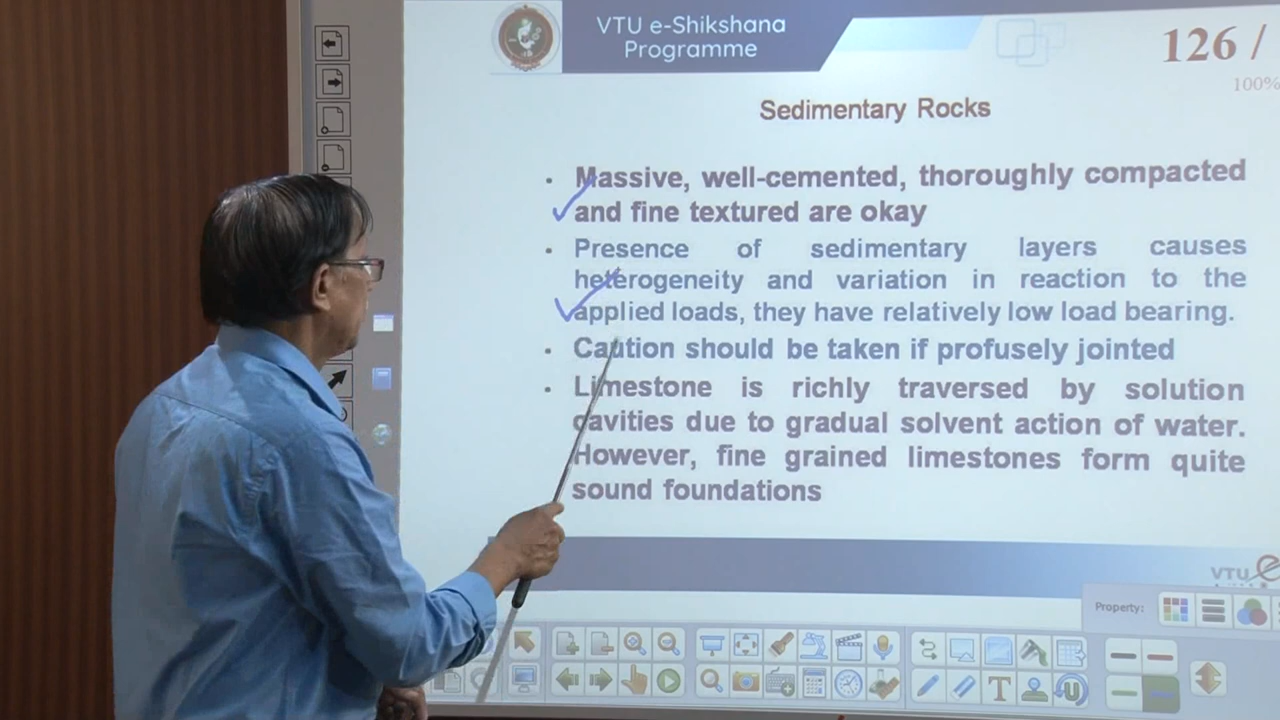 VTU e-Shikshana
Programme
126 /
100%
Sedimentary Rocks
• Massive, well-cemented, thoroughly compacted
and fine textured are okay
• Presence of sedimentary layers causes
heterogeneity and variation in reaction to the
applied loads, they have relatively low load bearing.
• Caution should be taken if profusely jointed
• Limestone is richly traversed by solution
cavities due to gradual solvent action of water.
However, fine grained limestones form quite
sound foundations
VTU e
Property:
T